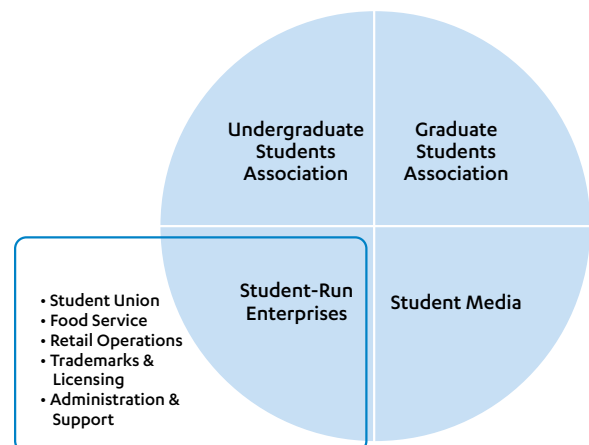 Undergraduate
Students
Association
Graduate
Students
Association
Student-Run
Enterprises
Student Media
• Student Union
• Food Service
• Retail Operations
• Trademarks &
Licensing
• Administration &
Support